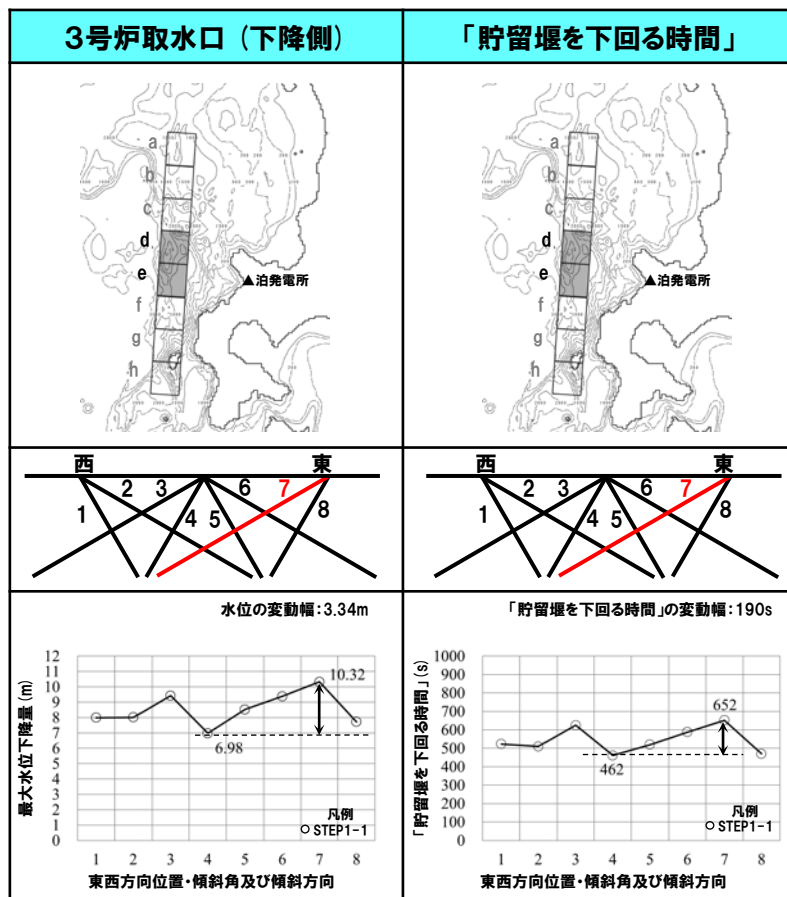 3号炉取水口(下降側)
a
b
c
d
e
f
g
h
▲泊発電所
西
東
1
2
3
4
5
6
7
8
水位の変動幅:3.34m
最大水位下降量(m)
12
11
10
9
8
7
6
5
4
3
2
1
0
10.32
6.98
凡例
○ STEP1-1
1 2 3 4 5 6 7 8
東西方向位置・傾斜角及び傾斜方向
「貯留堰を下回る時間」
a
b
c
d
e
f
g
h
▲泊発電所
西
東
1
2
3
4
5
6
7
8
「貯留堰を下回る時間」の変動幅:190s
「貯留堰を下回る時間」(s)
1000
900
800
700
600
500
400
300
200
100
0
652
462
凡例
○ STEP1-1
1 2 3 4 5 6 7 8
東西方向位置・傾斜角及び傾斜方向